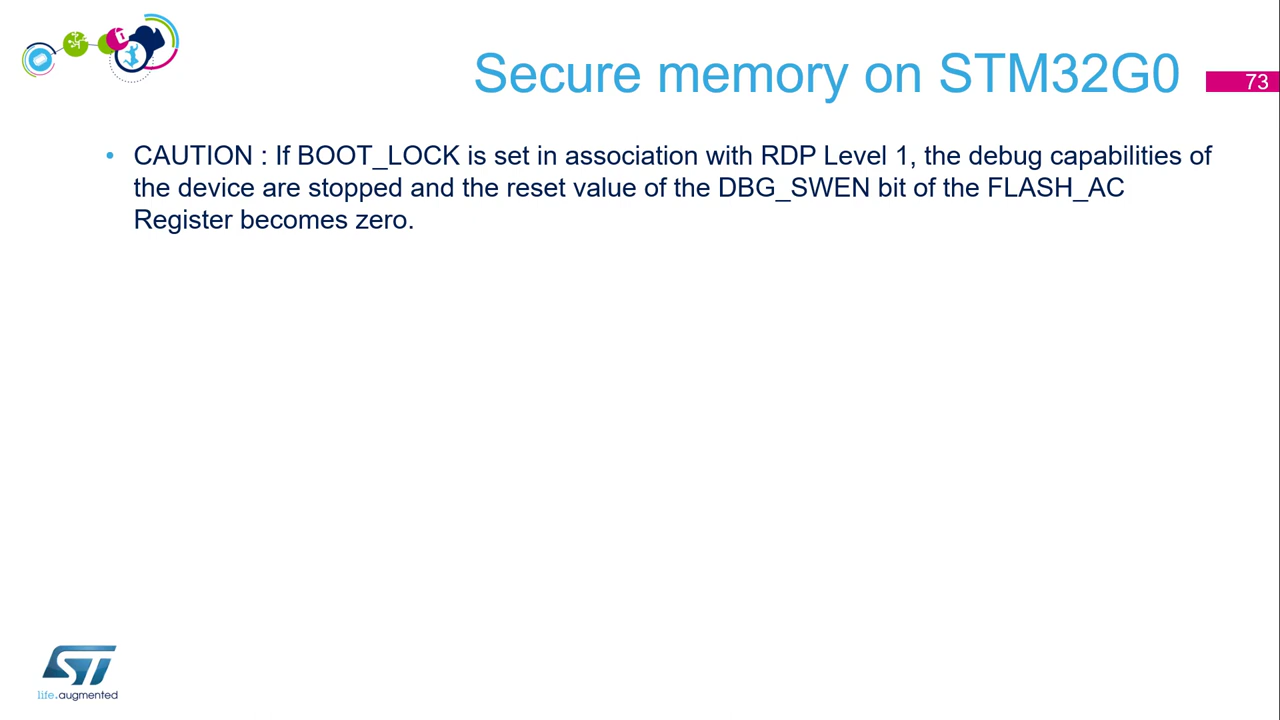 Secure memory on STM32G0
73
• CAUTION : If BOOT_LOCK is set in association with RDP Level 1, the debug capabilities of
the device are stopped and the reset value of the DBG_SWEN bit of the FLASH_AC
Register becomes zero.
ST
life.augmented